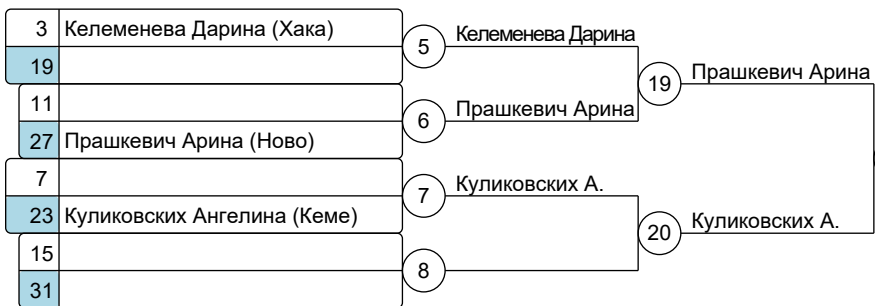 3 Келеменева Дарина (Хака)
19
11
27 Прашкевич Арина (Ново)
7
23 Куликовских Ангелина (Кеме)
15
31
5 Келеменева Дарина
6 Прашкевич Арина
7 Куликовских А.
8
19 Прашкевич Арина
20 Куликовских А.